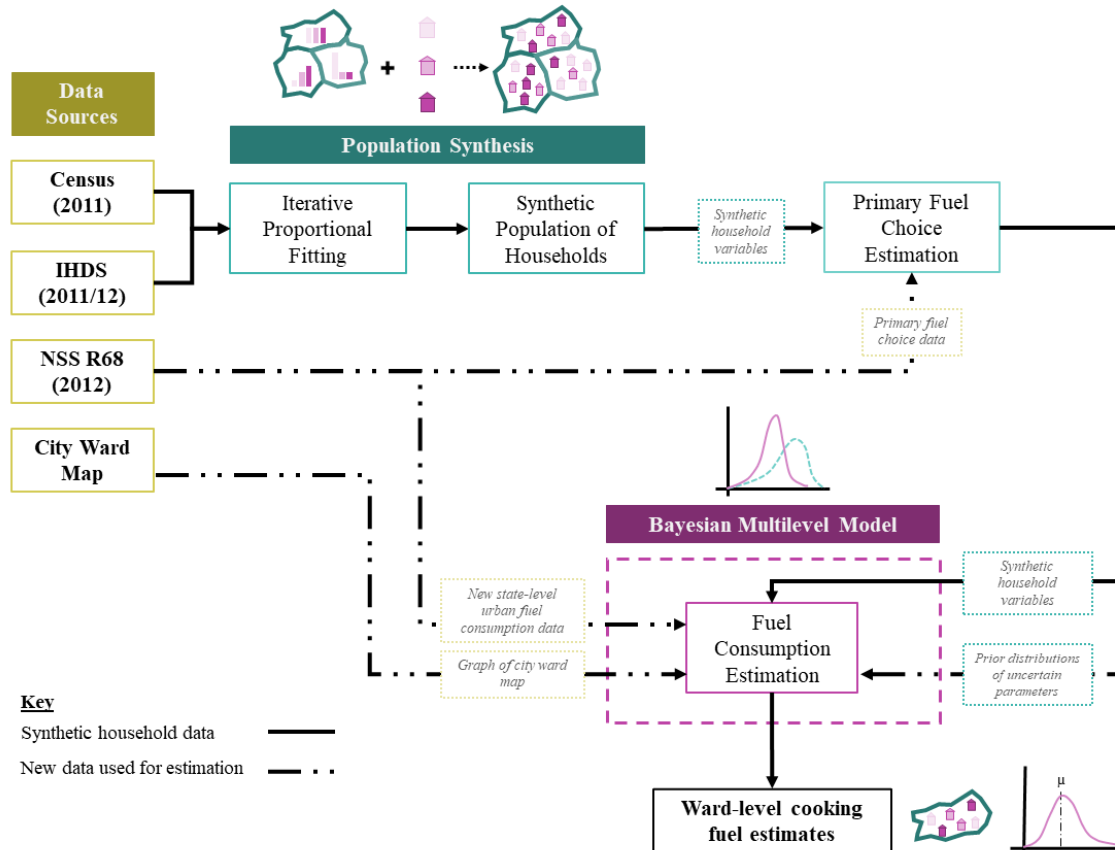 Data
Sources
Population Synthesis
Census
(2011)
Iterative
Proportional
Fitting
Synthetic
Population of
Households
Synthetic
household
variables
Primary Fuel
Choice
Estimation
IHDS
(2011/12)
NSS R68
(2012)
Primary fuel
choice data
City Ward
Map
Bayesian Multilevel Model
New state-level
urban fuel
consumption data
Graph of city ward
map
Fuel
Consumption
Estimation
Synthetic
household
variables
Prior distributions
of uncertain
parameters
Key
Synthetic household data
New data used for estimation
Ward-level cooking
fuel estimates
μ